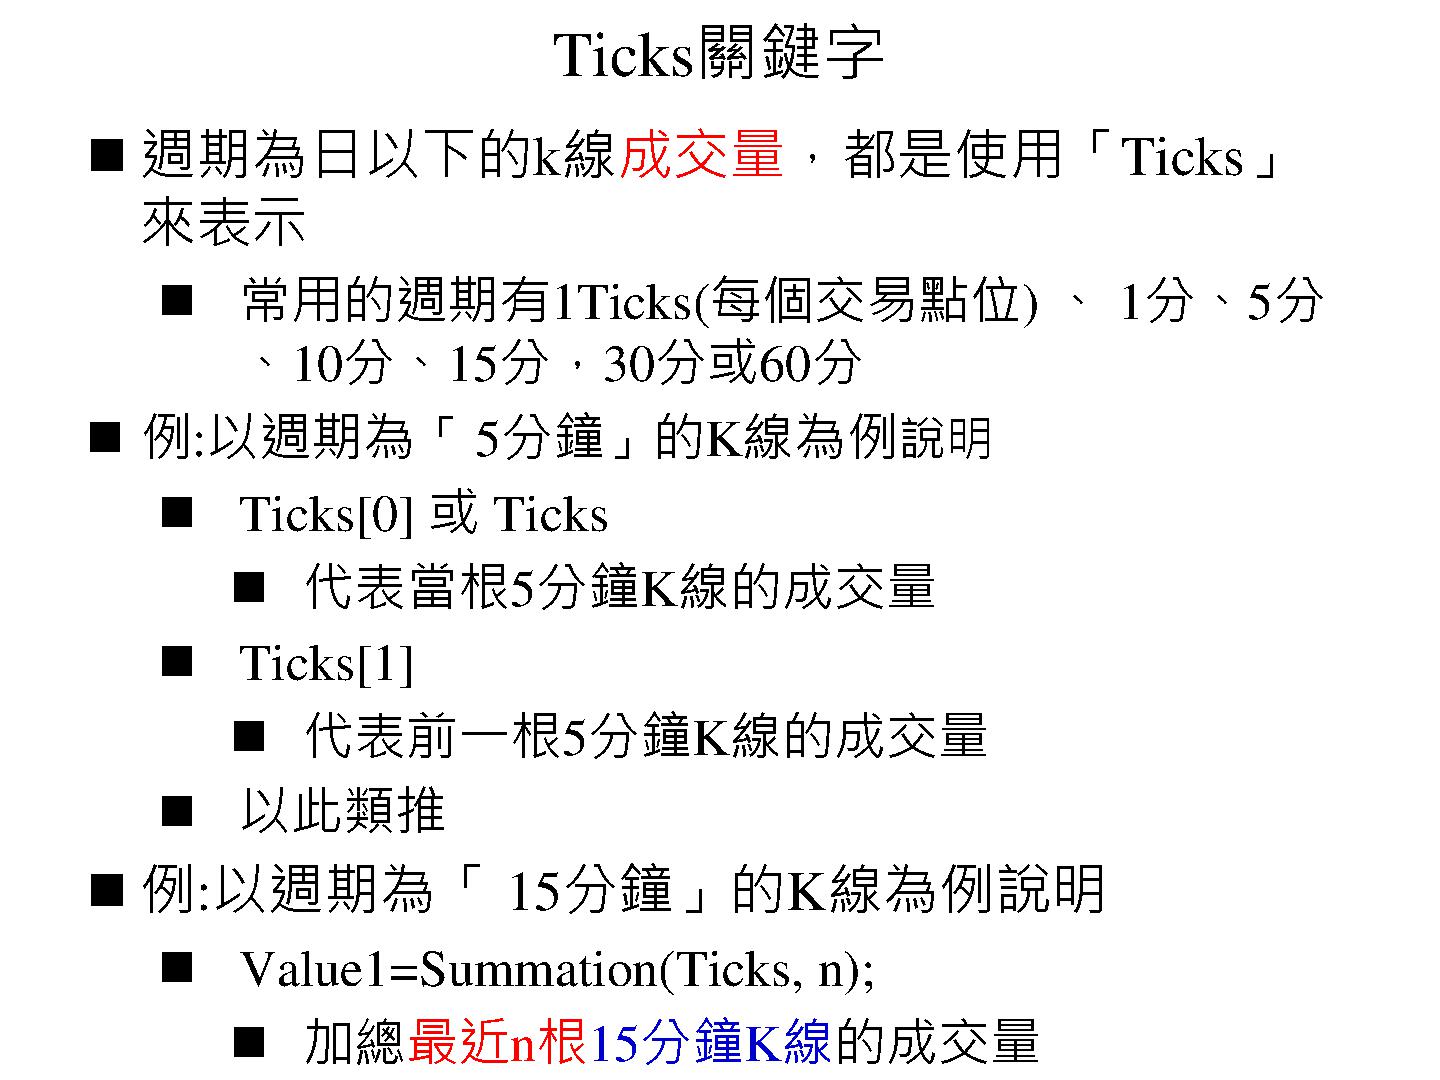 Ticks關鍵字
■ 週期為日以下的k線成交量，都是使用「Ticks」
來表示
■ 常用的週期有1Ticks(每個交易點位) 、 1分、5分
、10分、15分，30分或60分
■ 例:以週期為「 5分鐘」的K線為例說明
■ Ticks[0] 或 Ticks
■ 代表當根5分鐘K線的成交量
■ Ticks[1]
■ 代表前一根5分鐘K線的成交量
■ 以此類推
■ 例:以週期為「 15分鐘」的K線為例說明
■ Value1=Summation(Ticks, n);
■ 加總最近n根15分鐘K線的成交量